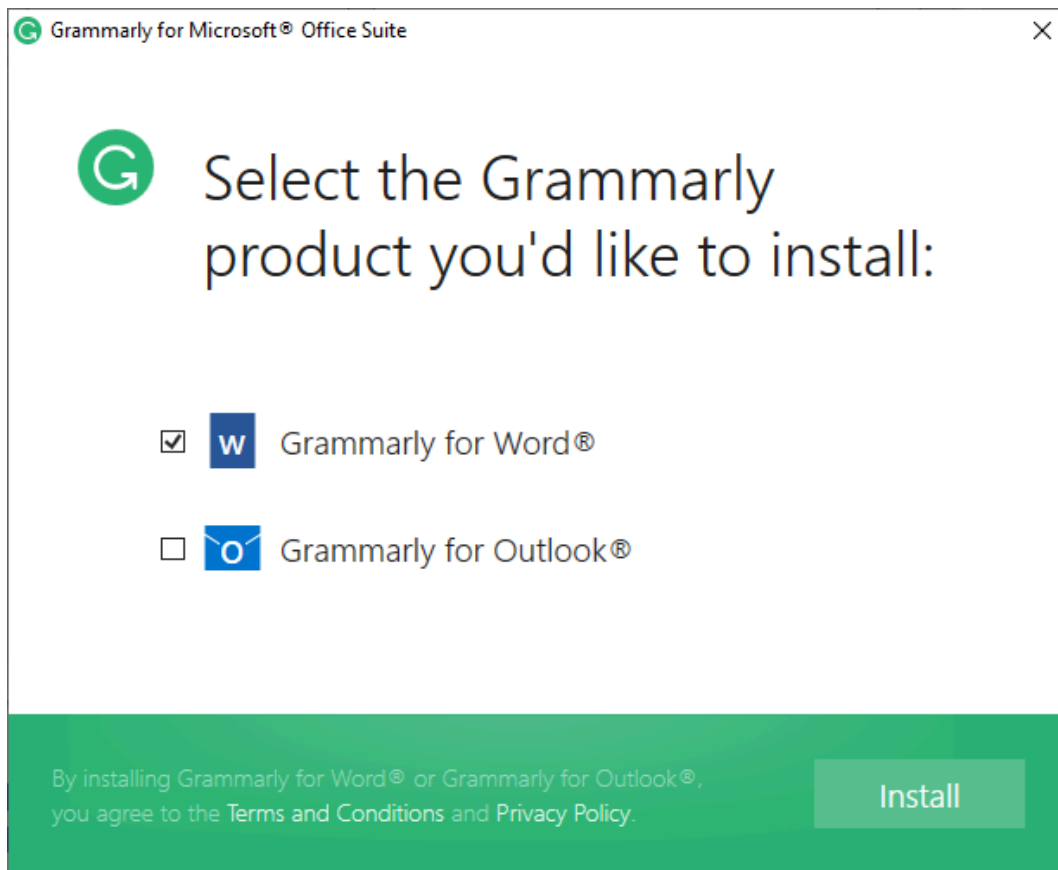 Grammarly for Microsoft® Office Suite
G
Select the Grammarly
product you'd like to install:
W
Grammarly for Word®
O
Grammarly for Outlook®
By installing Grammarly for Word® or Grammarly for Outlook®,
you agree to the Terms and Conditions and Privacy Policy.
Install